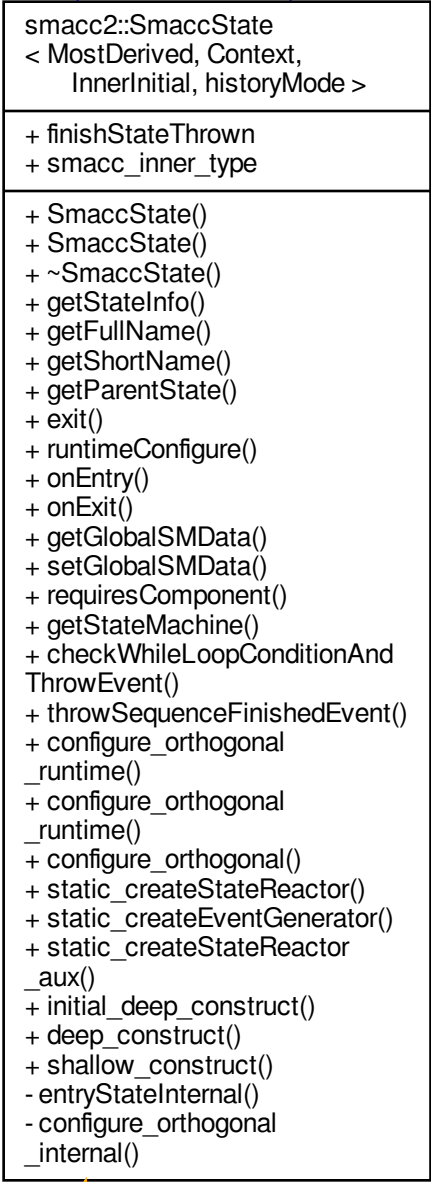 smacc2::SmaccState
< MostDerived, Context,
InnerInitial, historyMode >
+ finishStateThrown
+ smacc_inner_type
+ SmaccState()
+ SmaccState()
+ ~SmaccState()
+ getStateInfo()
+ getFullName()
+ getShortName()
+ getParentState()
+ exit()
+ runtimeConfigure()
+ onEntry()
+ onExit()
+ getGlobalSMData()
+ setGlobalSMData()
+ requiresComponent()
+ getStateMachine()
+ checkWhileLoopConditionAnd
ThrowEvent()
+ throwSequenceFinishedEvent()
+ configure_orthogonal
_runtime()
+ configure_orthogonal
_runtime()
+ configure_orthogonal()
+ static_createStateReactor()
+ static_createEventGenerator()
+ static_createStateReactor
_aux()
+ initial_deep_construct()
+ deep_construct()
+ shallow_construct()
- entryStateInternal()
- configure_orthogonal
_internal()